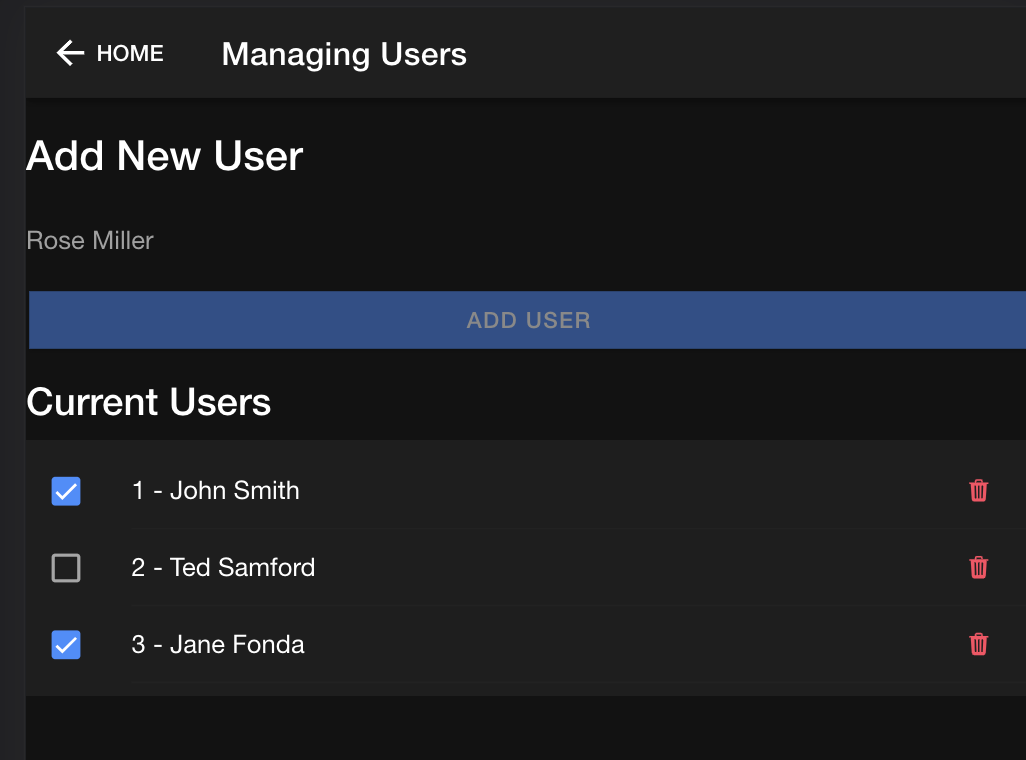 HOME Managing Users
Add New User
Rose Miller
ADD USER
Current Users
1 - John Smith
2 - Ted Samford
3 - Jane Fonda